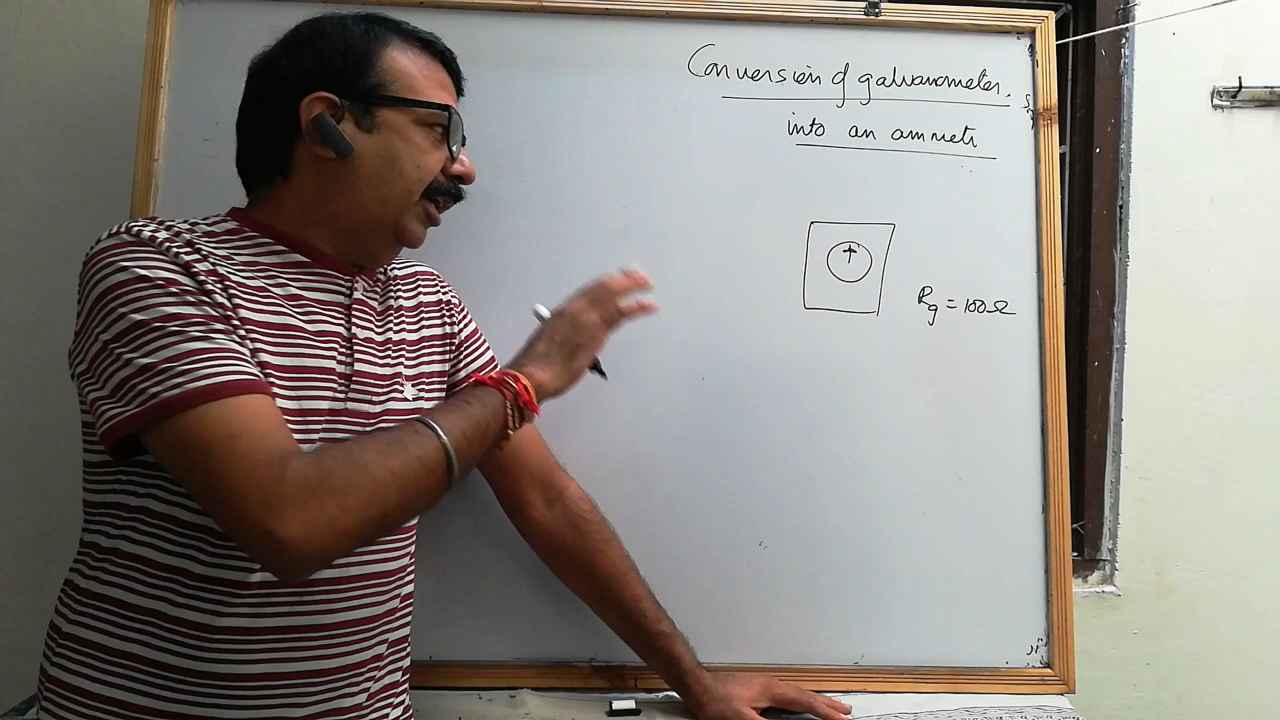 Conversion of galvanometer
into an ammeter
Rg = 100Ω